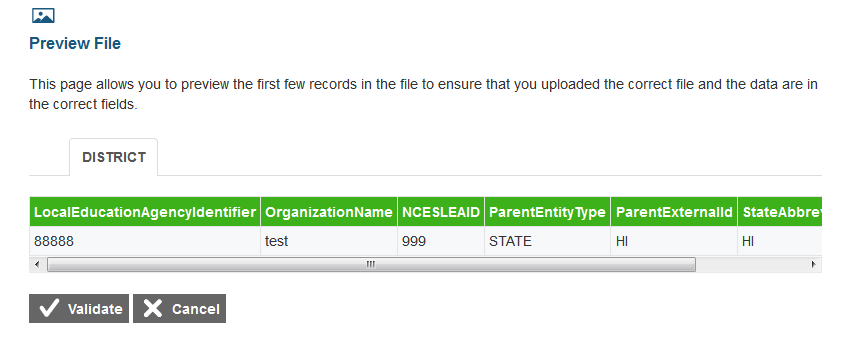 Preview File
This page allows you to preview the first few records in the file to ensure that you uploaded the correct file and the data are in
the correct fields.
DISTRICT
LocalEducationAgencyIdentifier OrganizationName NCESLEAID ParentEntityType ParentExternalId StateAbbrev
88888 test 999 STATE HI HI
Validate Cancel